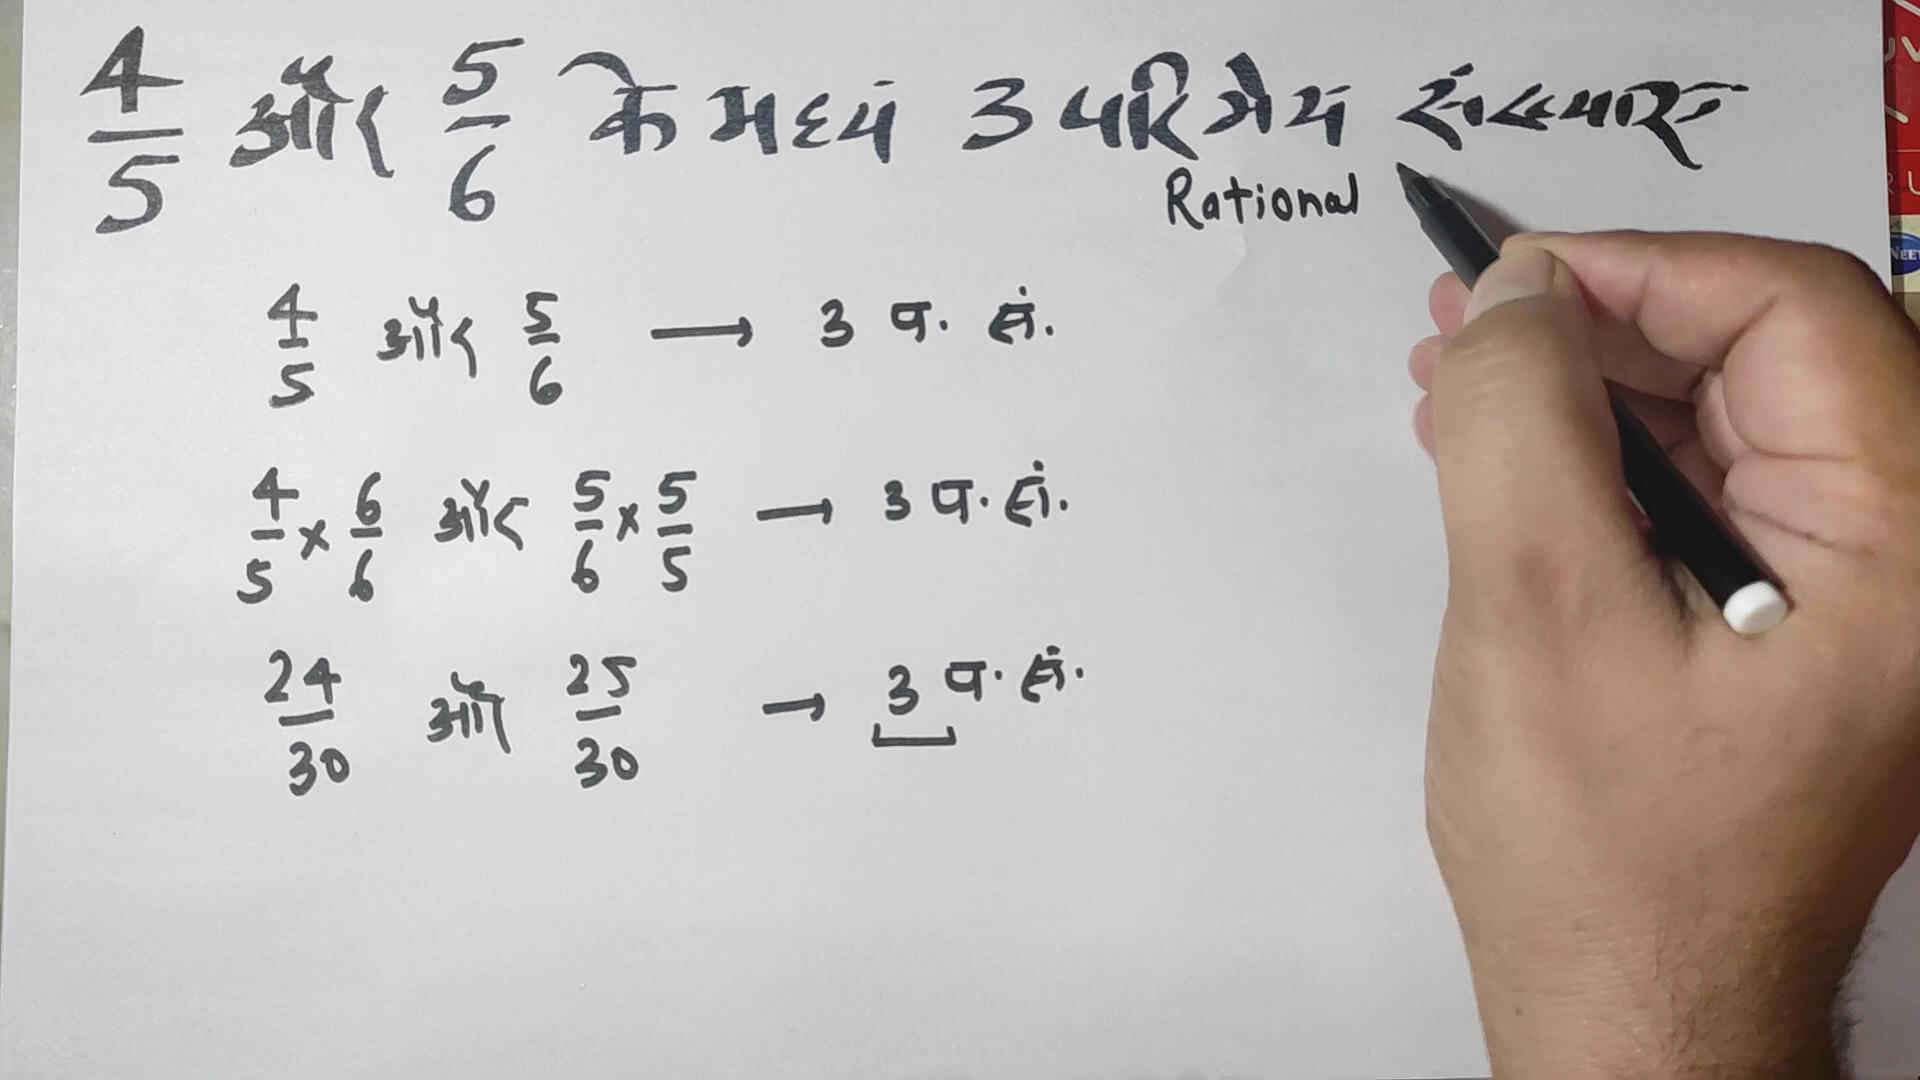 4/5 और 5/6 के मध्य 3 परिमेय संख्याएं
Rational
4/5 और 5/6 → 3 प. सं.
4/5 × 6/6 और 5/6 × 5/5 → 3 प. सं.
24/30 और 25/30 → 3 प. सं.
NEET